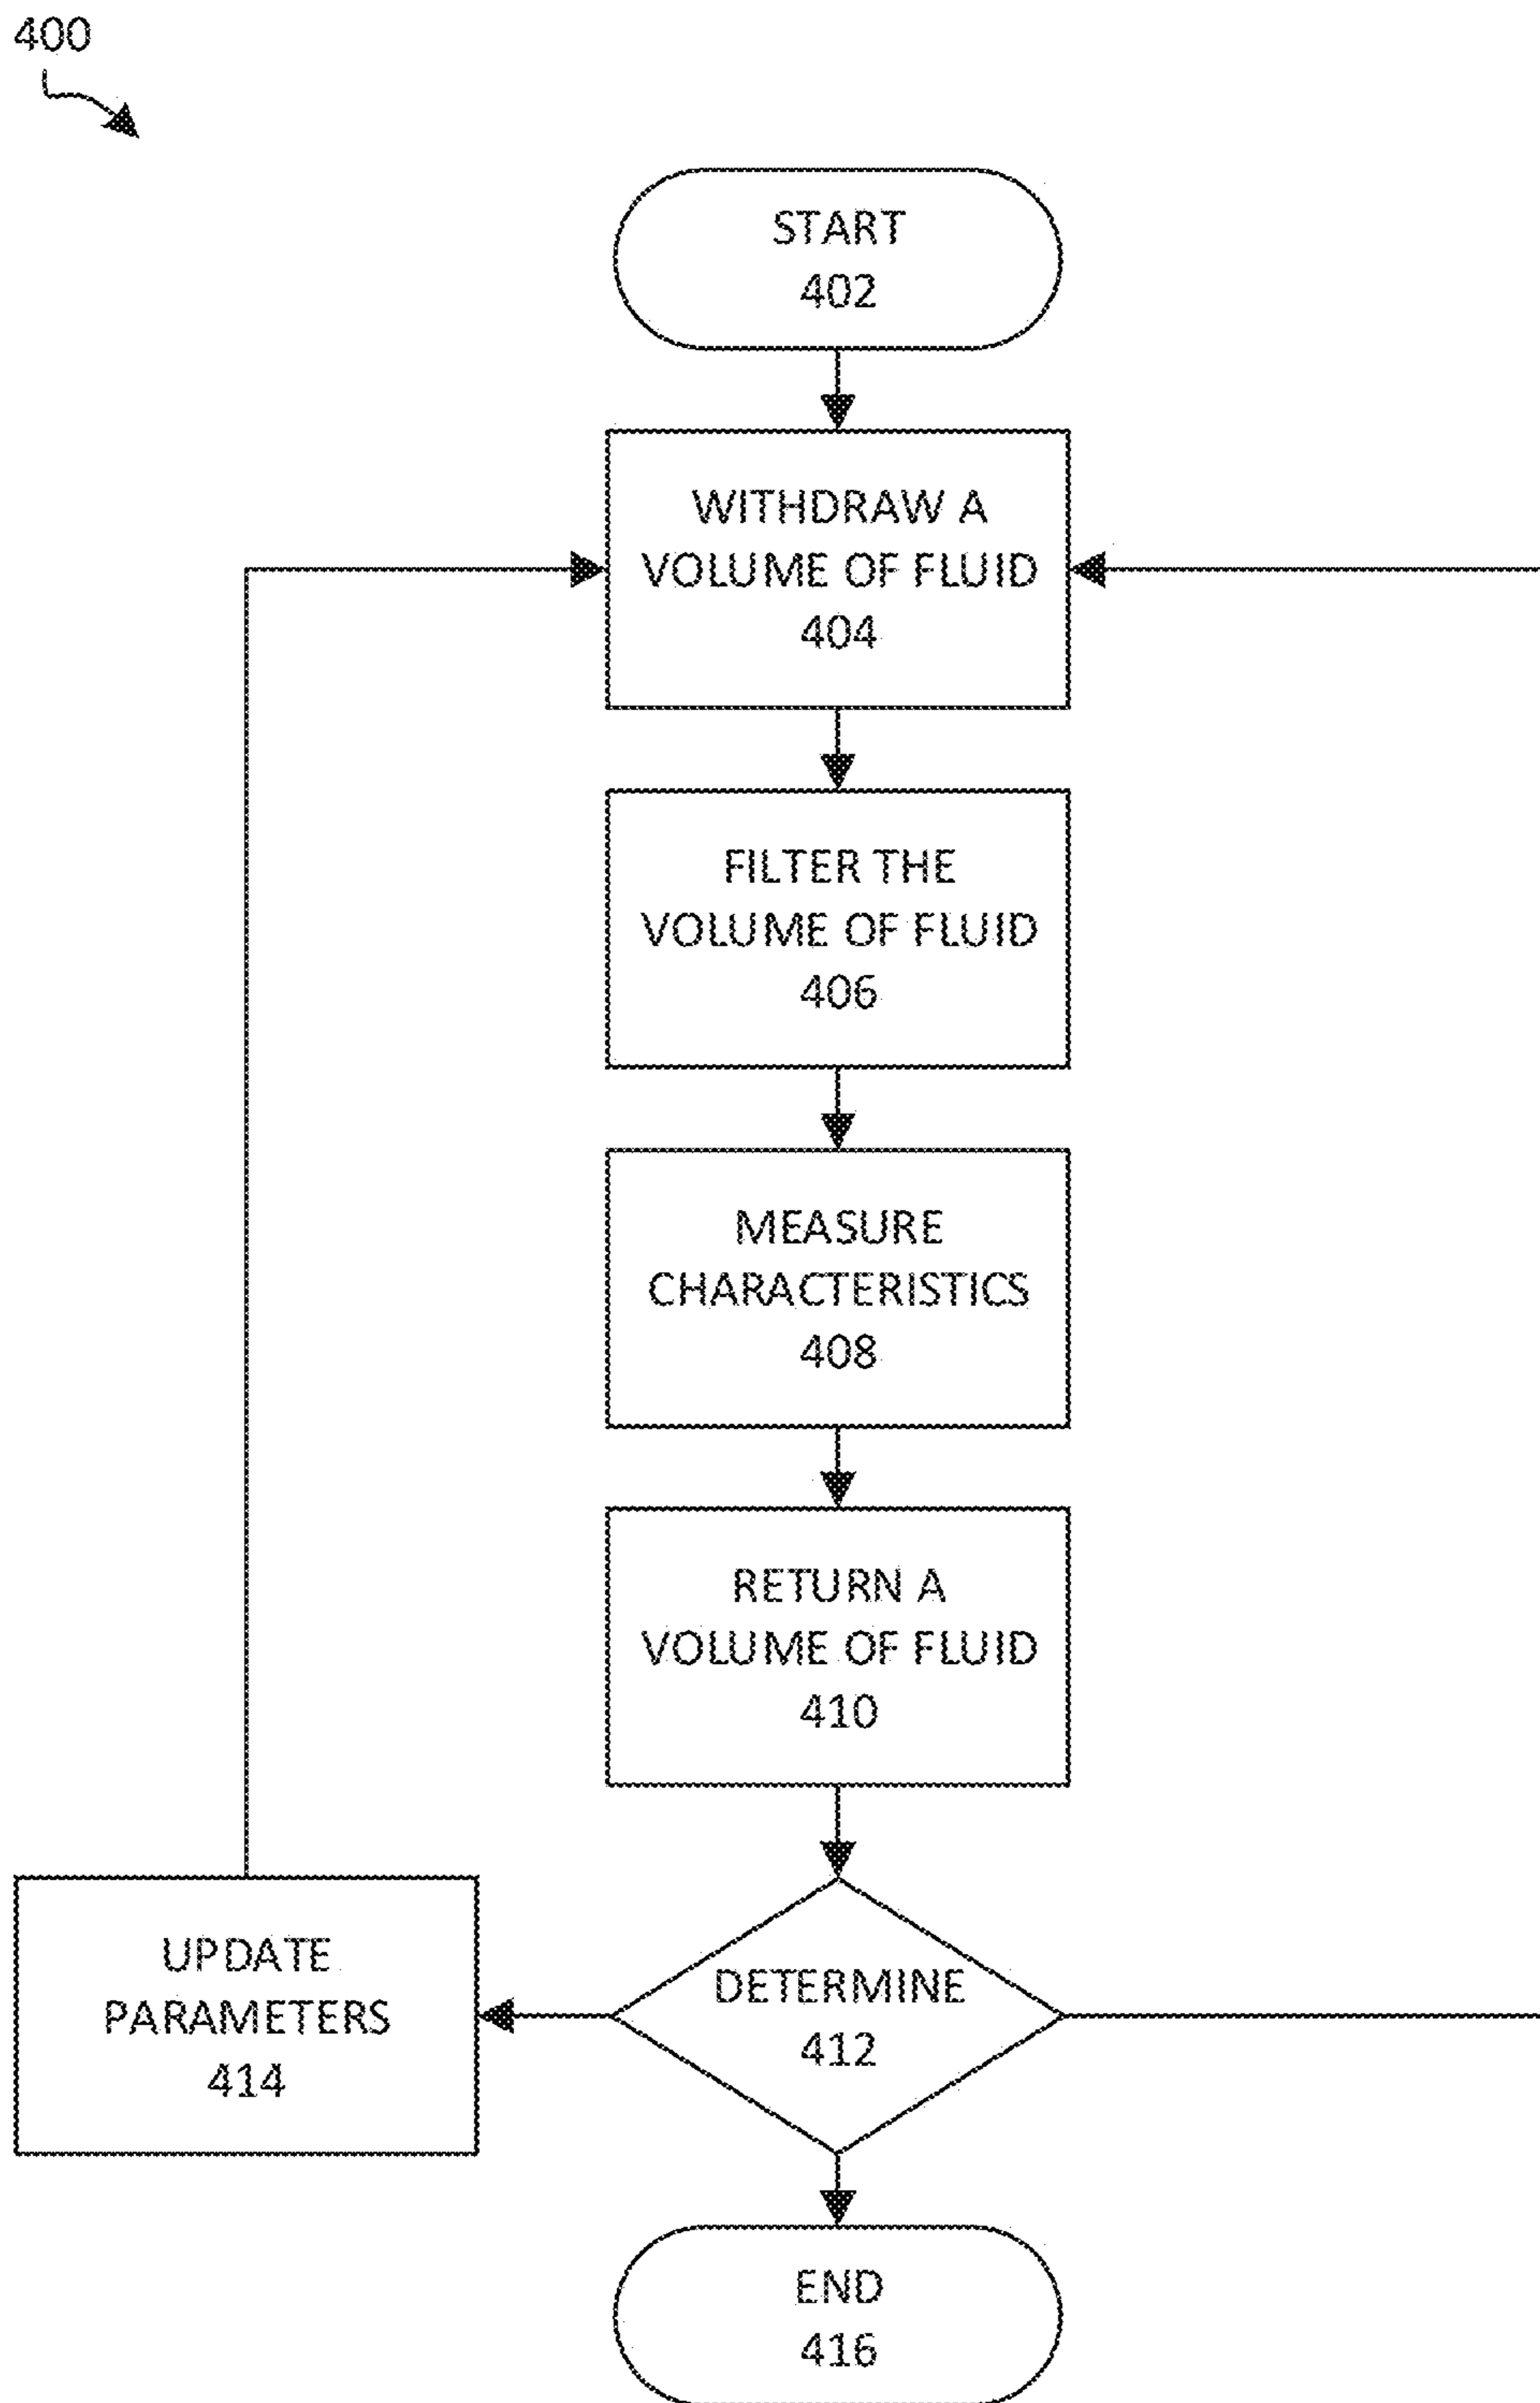 400
START
402
WITHDRAW A
VOLUME OF FLUID
404
FILTER THE
VOLUME OF FLUID
406
MEASURE
CHARACTERISTICS
408
RETURN A
VOLUME OF FLUID
410
DETERMINE
412
UPDATE
PARAMETERS
414
END
416